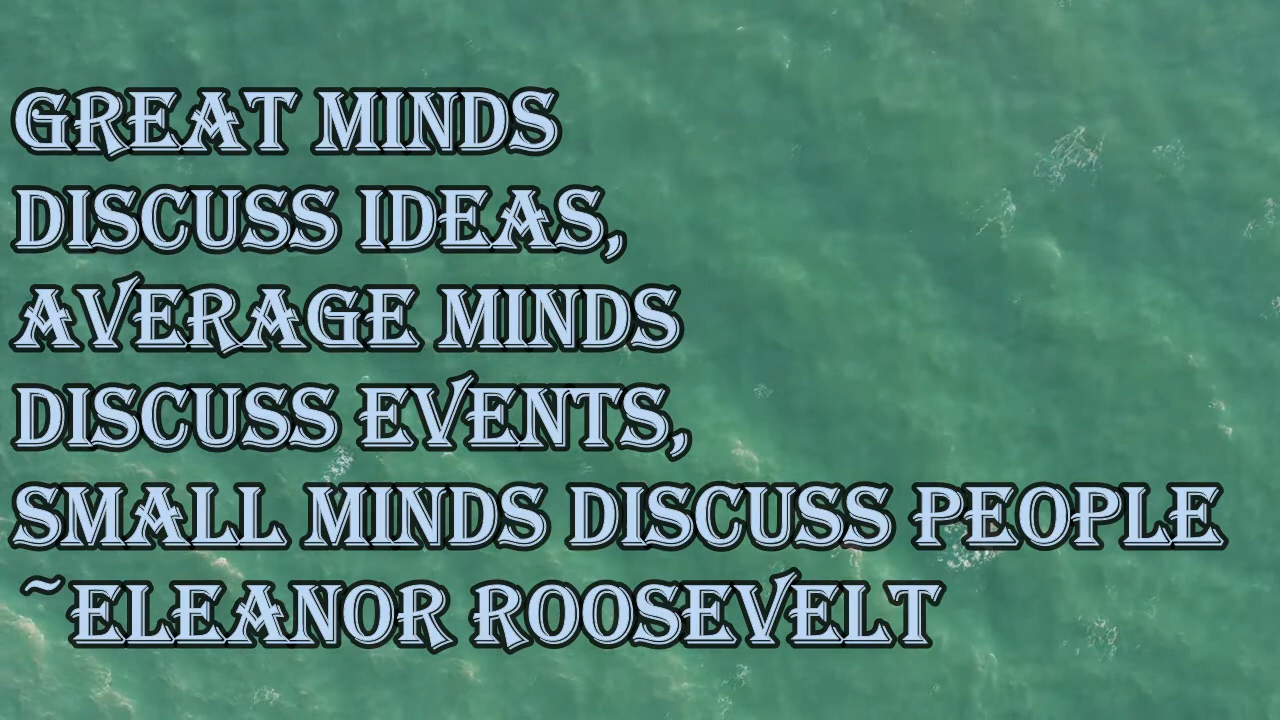 GREAT MINDS
DISCUSS IDEAS,
AVERAGE MINDS
DISCUSS EVENTS,
SMALL MINDS DISCUSS PEOPLE
~ELEANOR ROOSEVELT